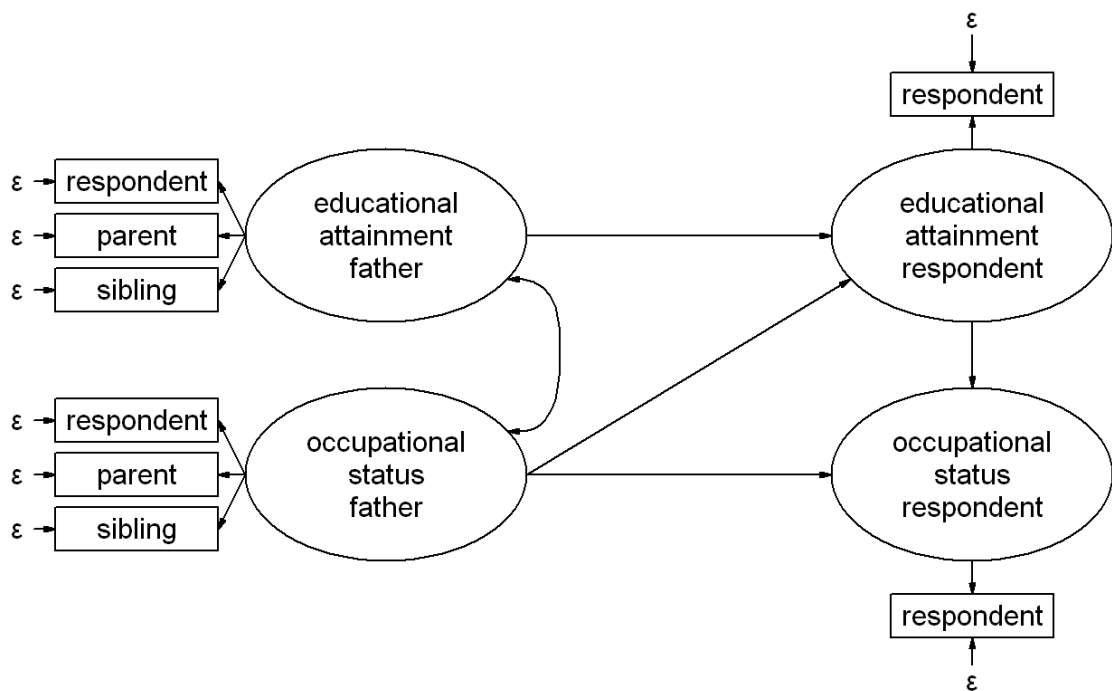 ε
respondent
ε respondent
ε parent
ε sibling
educational
attainment
father
educational
attainment
respondent
ε respondent
ε parent
ε sibling
occupational
status
father
occupational
status
respondent
respondent
ε